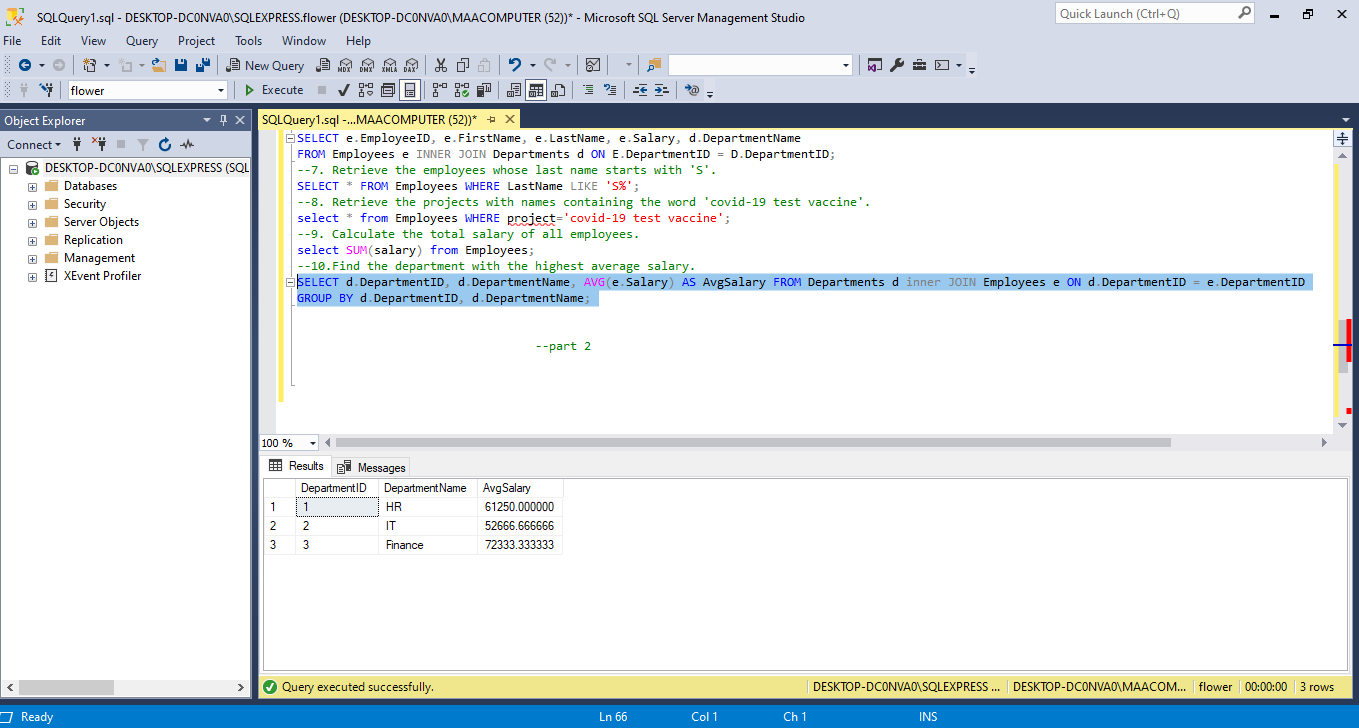 SQLQuery1.sql - DESKTOP-DC0NVA0\SQLEXPRESS.flower (DESKTOP-DC0NVA0\MAACOMPUTER (52))* - Microsoft SQL Server Management Studio
Quick Launch (Ctrl+Q)
File Edit View Query Project Tools Window Help
New Query
MDX DMX XMLA DAX
flower
Execute
Object Explorer
SQLQuery1.sql -...MAACOMPUTER (52))*
Connect
DESKTOP-DC0NVA0\SQLEXPRESS (SQL
Databases
Security
Server Objects
Replication
Management
XEvent Profiler
SELECT e.EmployeeID, e.FirstName, e.LastName, e.Salary, d.DepartmentName
FROM Employees e INNER JOIN Departments d ON E.DepartmentID = D.DepartmentID;
--7. Retrieve the employees whose last name starts with 'S'.
SELECT * FROM Employees WHERE LastName LIKE 'S%';
--8. Retrieve the projects with names containing the word 'covid-19 test vaccine'.
select * from Employees WHERE project='covid-19 test vaccine';
--9. Calculate the total salary of all employees.
select SUM(salary) from Employees;
--10.Find the department with the highest average salary.
SELECT d.DepartmentID, d.DepartmentName, AVG(e.Salary) AS AvgSalary FROM Departments d inner JOIN Employees e ON d.DepartmentID = e.DepartmentID
GROUP BY d.DepartmentID, d.DepartmentName;
--part 2
100 %
Results Messages
DepartmentID DepartmentName AvgSalary
1 1 HR 61250.000000
2 2 IT 52666.666666
3 3 Finance 72333.333333
Query executed successfully.
DESKTOP-DC0NVA0\SQLEXPRESS ... DESKTOP-DC0NVA0\MAACOM... flower 00:00:00 3 rows
Ready Ln 66 Col 1 Ch 1 INS